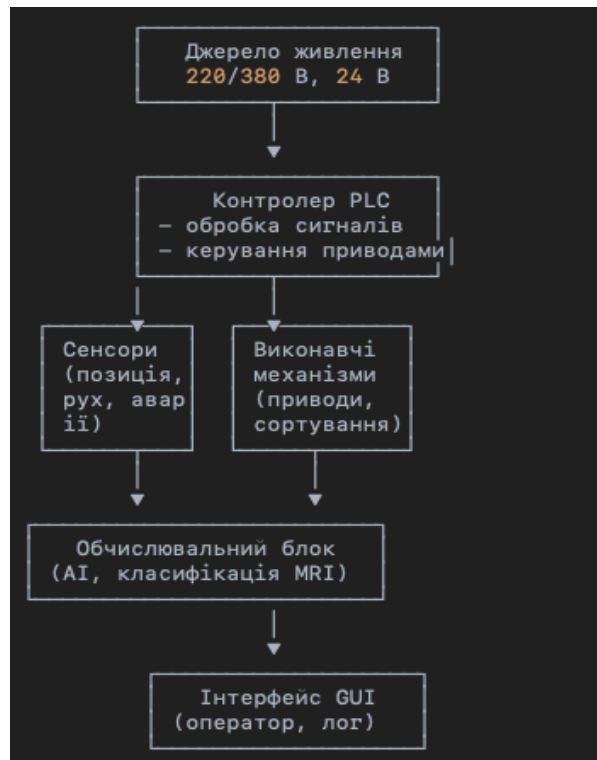 Джерело живлення
220/380 В, 24 В
Контролер PLC
– обробка сигналів
– керування приводами
Сенсори
(позиція,
рух, авар
ії)
Виконавчі
механізми
(приводи,
сортування)
Обчислювальний блок
(AI, класифікація MRI)
Інтерфейс GUI
(оператор, лог)